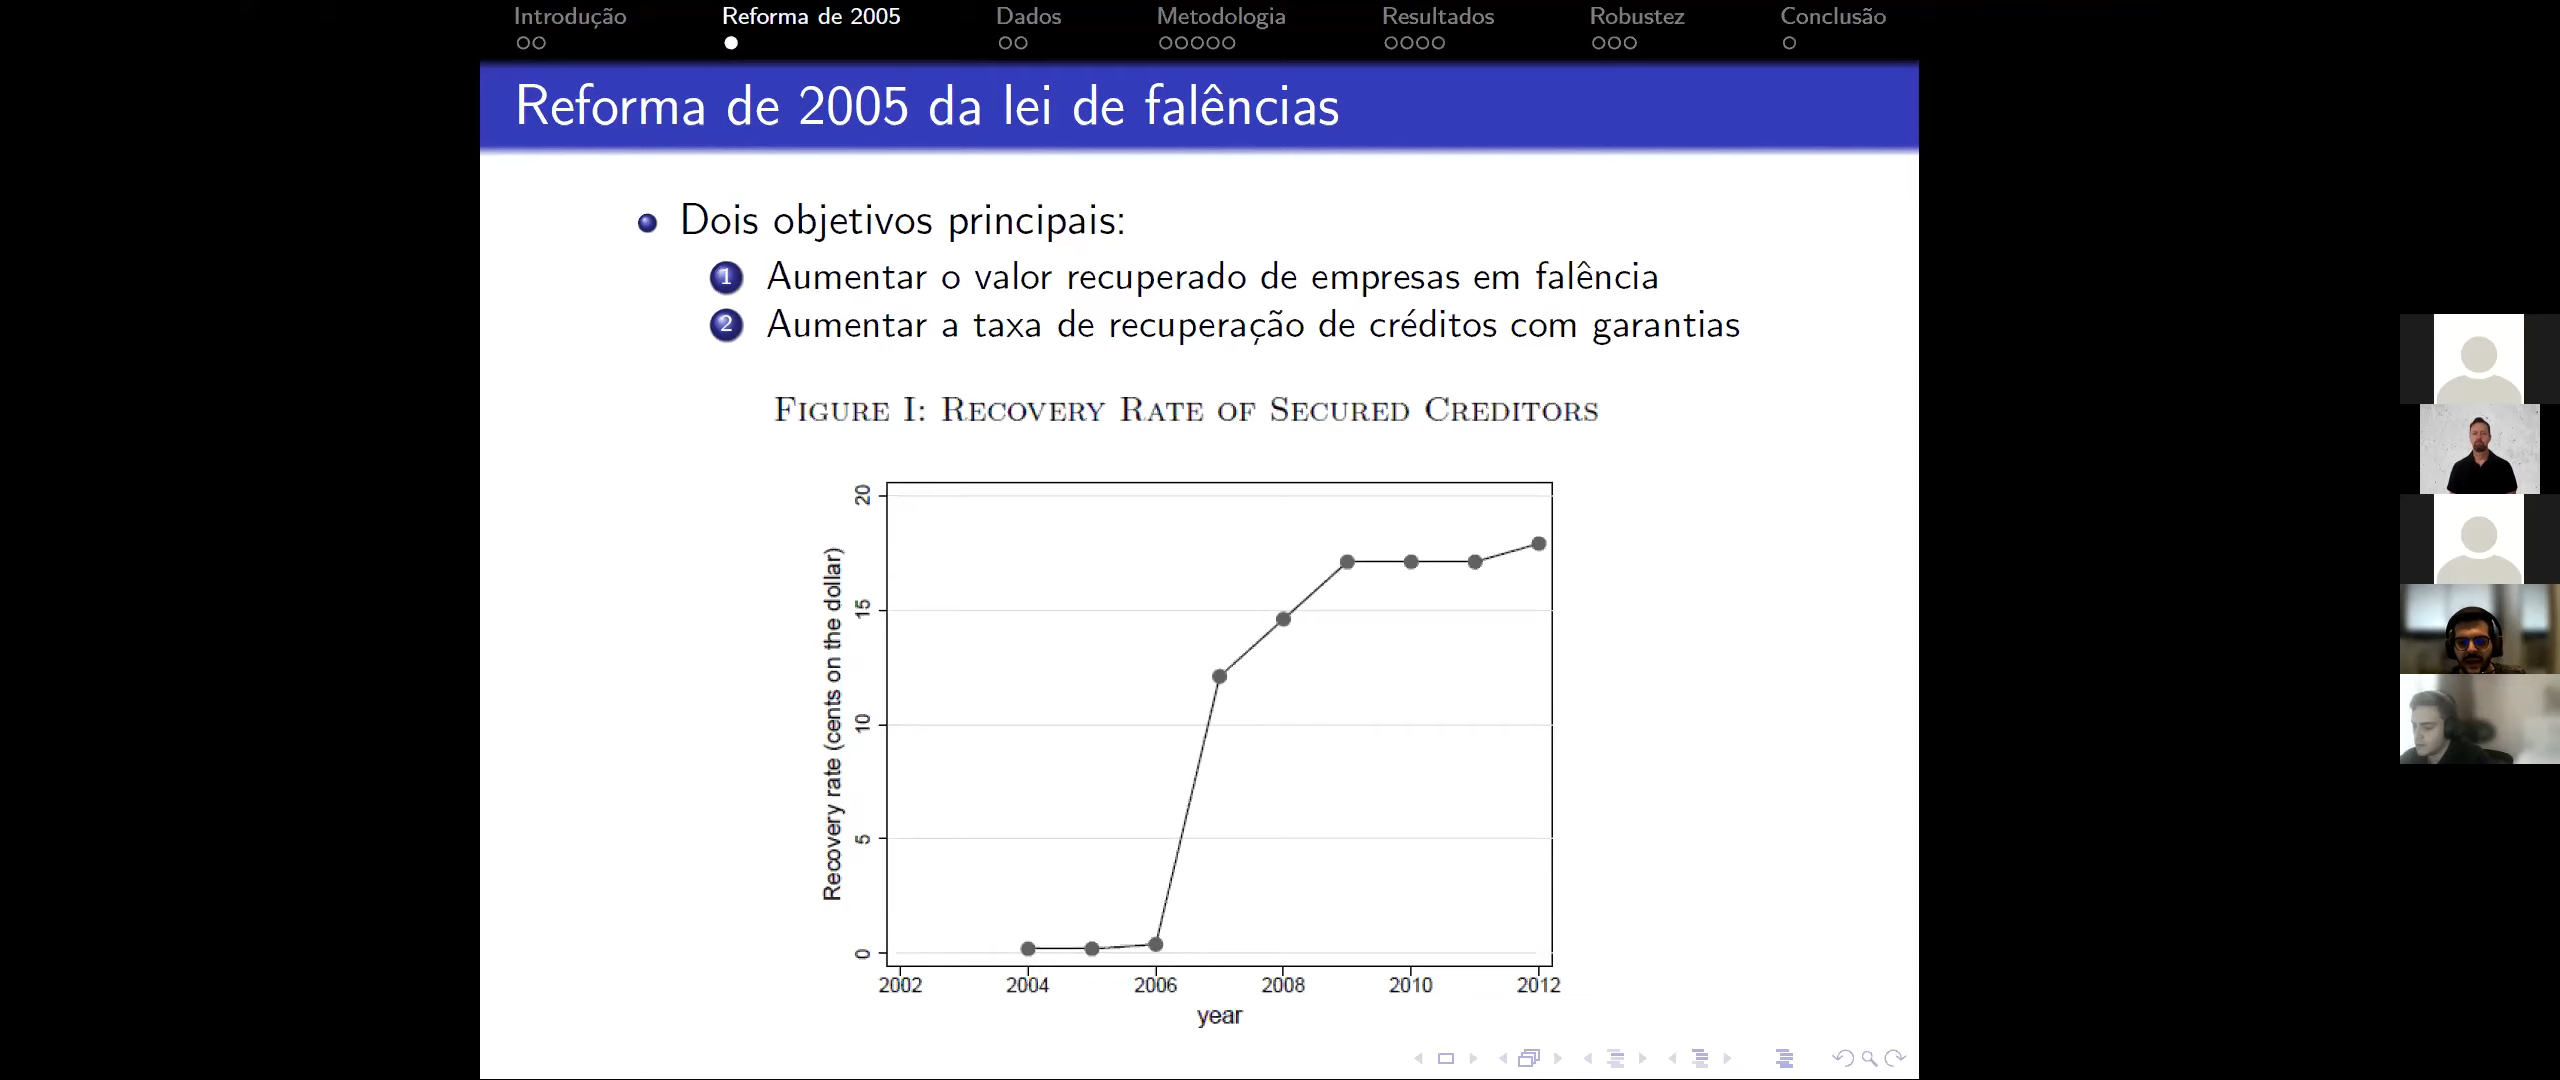 Introdução Reforma de 2005 Dados Metodologia Resultados Robustez Conclusão
Reforma de 2005 da lei de falências
Dois objetivos principais:
1 Aumentar o valor recuperado de empresas em falência
2 Aumentar a taxa de recuperação de créditos com garantias
Figure I: Recovery Rate of Secured Creditors
Recovery rate (cents on the dollar)
20
15
10
5
0
2002 2004 2006 2008 2010 2012
year